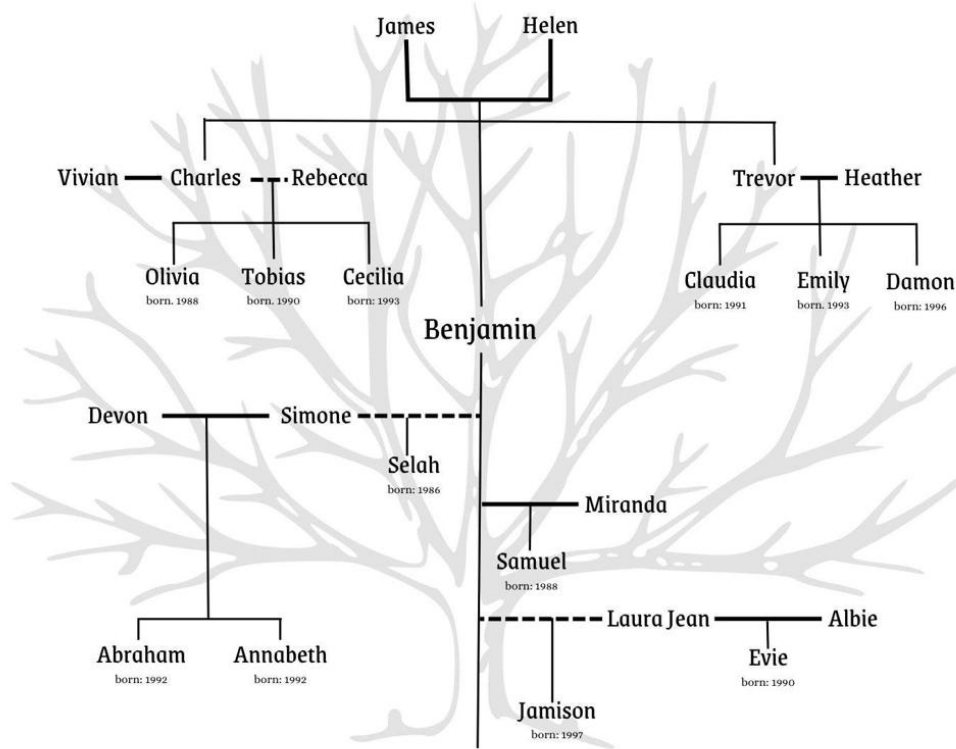 James Helen
Vivian Charles Rebecca Trevor Heather
Olivia Tobias Cecilia Claudia Emily Damon
born. 1988 born. 1990 born: 1993 born: 1991 born. 1993 born: 1996
Benjamin
Devon Simone
Selah
born: 1986
Miranda
Samuel
born: 1988
Laura Jean Albie
Abraham Annabeth Evie
born: 1992 born: 1992 born: 1990
Jamison
born: 1997